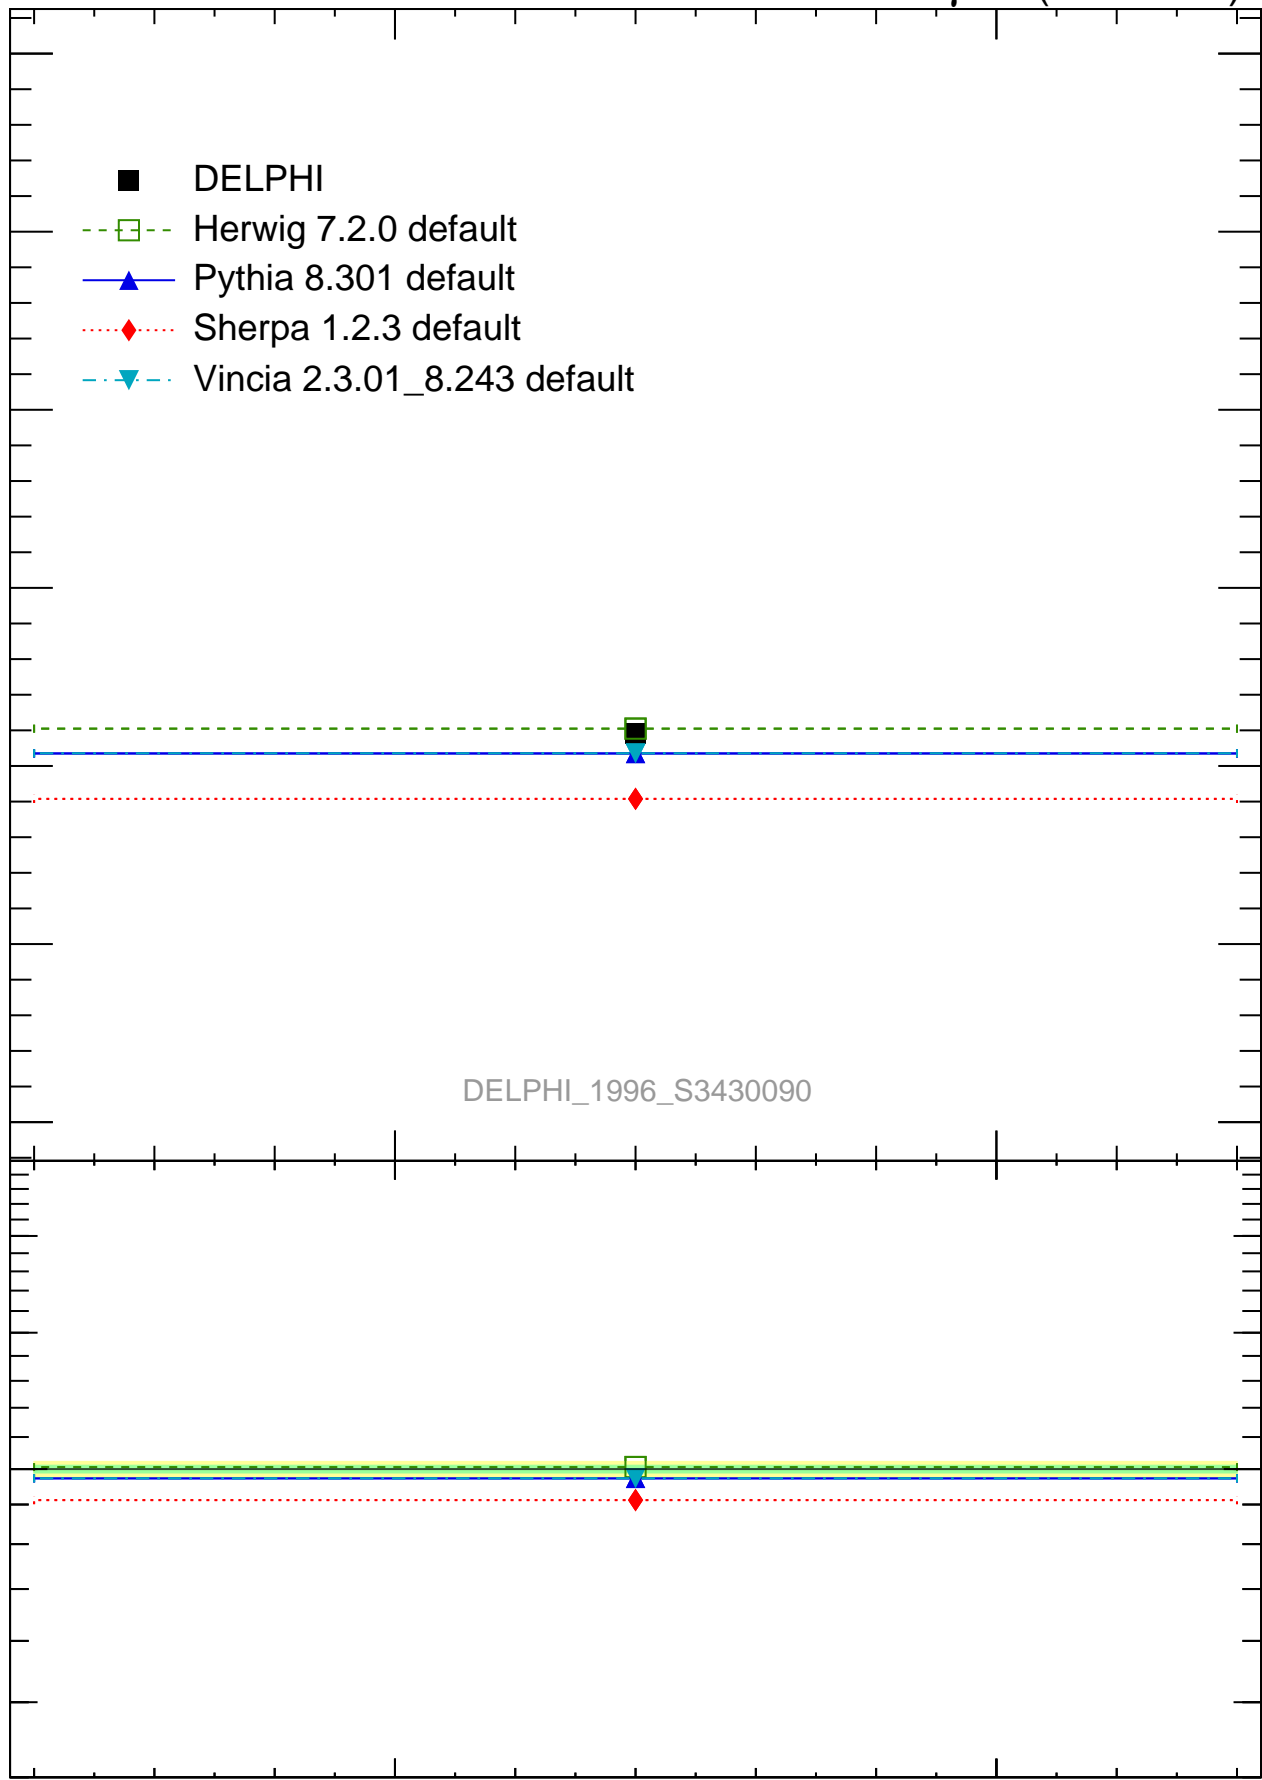 DELPHI
Herwig 7.2.0 default
Pythia 8.301 default
Sherpa 1.2.3 default
Vincia 2.3.01_8.243 default
DELPHI_1996_S3430090